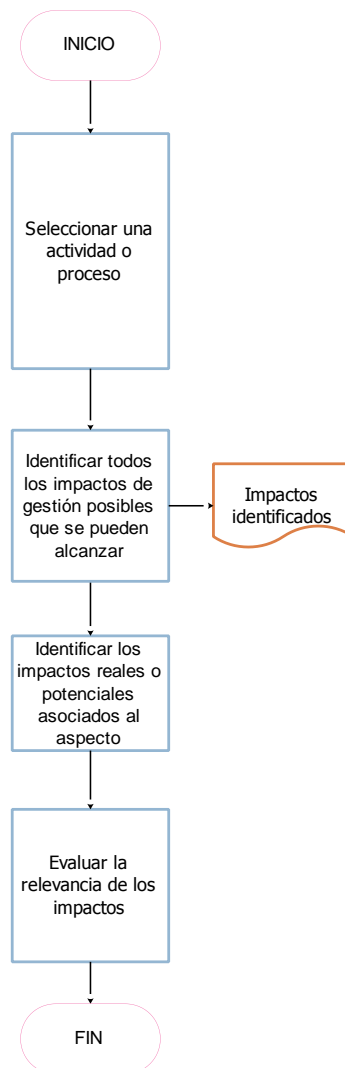 INICIO
Seleccionar una
actividad o
proceso
Identificar todos
los impactos de
gestión posibles
que se pueden
alcanzar
Impactos
identificados
Identificar los
impactos reales o
potenciales
asociados al
aspecto
Evaluar la
relevancia de los
impactos
FIN